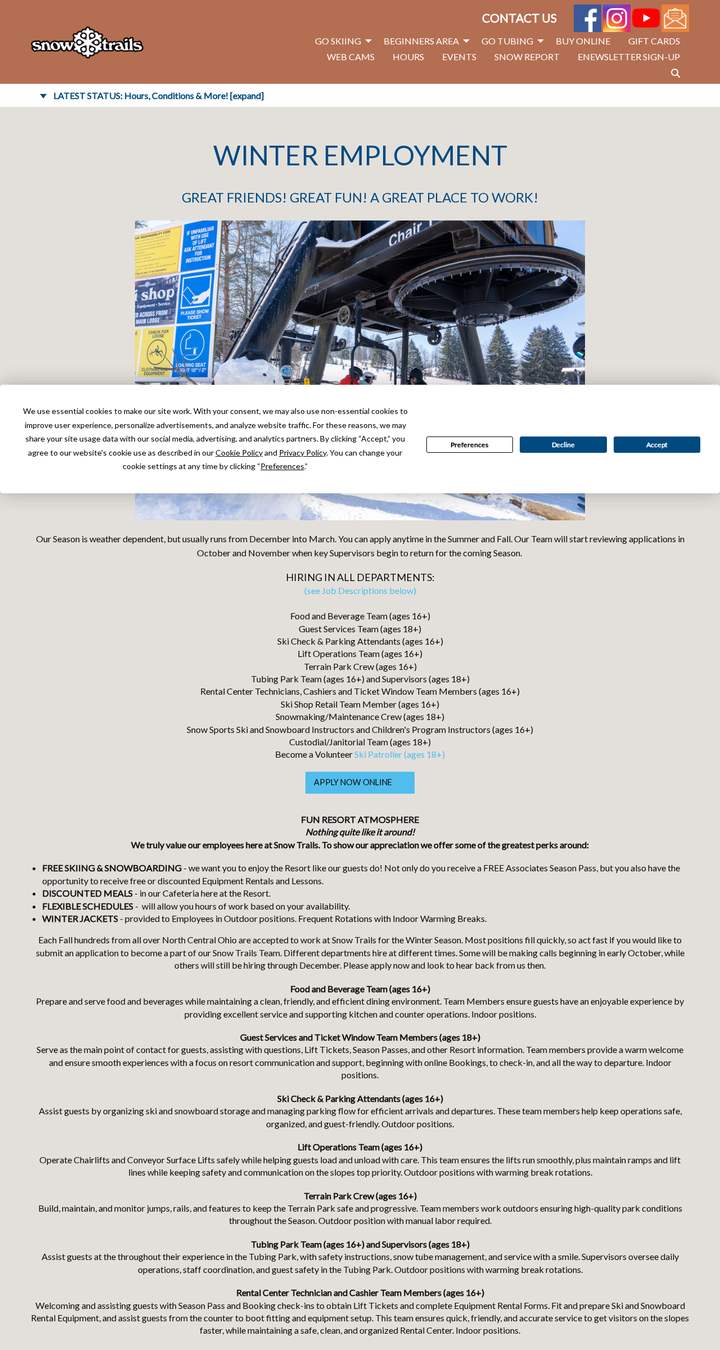 CONTACT US
snow trails
GO SKIING
BEGINNERS AREA
GO TUBING
BUY ONLINE
GIFT CARDS
WEB CAMS
HOURS
EVENTS
SNOW REPORT
ENEWSLETTER SIGN-UP
LATEST STATUS: Hours, Conditions & More! [expand]
WINTER EMPLOYMENT
GREAT FRIENDS! GREAT FUN! A GREAT PLACE TO WORK!
Chair
IF UNFAMILIAR
WITH USE
OF LIFT
ASK ATTENDANT
FOR
INSTRUCTION
shop
PLEASE SHOW
TICKET
LOADING SEAT
We use essential cookies to make our site work. With your consent, we may also use non-essential cookies to
improve user experience, personalize advertisements, and analyze website traffic. For these reasons, we may
share your site usage data with our social media, advertising, and analytics partners. By clicking "Accept," you
agree to our website's cookie use as described in our Cookie Policy and Privacy Policy. You can change your
cookie settings at any time by clicking "Preferences."
Preferences
Decline
Accept
Our Season is weather dependent, but usually runs from December into March. You can apply anytime in the Summer and Fall. Our Team will start reviewing applications in
October and November when key Supervisors begin to return for the coming Season.
HIRING IN ALL DEPARTMENTS:
(see Job Descriptions below)
Food and Beverage Team (ages 16+)
Guest Services Team (ages 18+)
Ski Check & Parking Attendants (ages 16+)
Lift Operations Team (ages 16+)
Terrain Park Crew (ages 16+)
Tubing Park Team (ages 16+) and Supervisors (ages 18+)
Rental Center Technicians, Cashiers and Ticket Window Team Members (ages 16+)
Ski Shop Retail Team Member (ages 16+)
Snowmaking/Maintenance Crew (ages 18+)
Snow Sports Ski and Snowboard Instructors and Children's Program Instructors (ages 16+)
Custodial/Janitorial Team (ages 18+)
Become a Volunteer Ski Patroller (ages 18+)
APPLY NOW ONLINE
FUN RESORT ATMOSPHERE
Nothing quite like it around!
We truly value our employees here at Snow Trails. To show our appreciation we offer some of the greatest perks around:
• FREE SKIING & SNOWBOARDING - we want you to enjoy the Resort like our guests do! Not only do you receive a FREE Associates Season Pass, but you also have the
opportunity to receive free or discounted Equipment Rentals and Lessons.
• DISCOUNTED MEALS - in our Cafeteria here at the Resort.
• FLEXIBLE SCHEDULES - will allow you hours of work based on your availability.
• WINTER JACKETS - provided to Employees in Outdoor positions. Frequent Rotations with Indoor Warming Breaks.
Each Fall hundreds from all over North Central Ohio are accepted to work at Snow Trails for the Winter Season. Most positions fill quickly, so act fast if you would like to
submit an application to become a part of our Snow Trails Team. Different departments hire at different times. Some will be making calls beginning in early October, while
others will still be hiring through December. Please apply now and look to hear back from us then.
Food and Beverage Team (ages 16+)
Prepare and serve food and beverages while maintaining a clean, friendly, and efficient dining environment. Team Members ensure guests have an enjoyable experience by
providing excellent service and supporting kitchen and counter operations. Indoor positions.
Guest Services and Ticket Window Team Members (ages 18+)
Serve as the main point of contact for guests, assisting with questions, Lift Tickets, Season Passes, and other Resort information. Team members provide a warm welcome
and ensure smooth experiences with a focus on resort communication and support, beginning with online Bookings, to check-in, and all the way to departure. Indoor
positions.
Ski Check & Parking Attendants (ages 16+)
Assist guests by organizing ski and snowboard storage and managing parking flow for efficient arrivals and departures. These team members help keep operations safe,
organized, and guest-friendly. Outdoor positions.
Lift Operations Team (ages 16+)
Operate Chairlifts and Conveyor Surface Lifts safely while helping guests load and unload with care. This team ensures the lifts run smoothly, plus maintain ramps and lift
lines while keeping safety and communication on the slopes top priority. Outdoor positions with warming break rotations.
Terrain Park Crew (ages 16+)
Build, maintain, and monitor jumps, rails, and features to keep the Terrain Park safe and progressive. Team members work outdoors ensuring high-quality park conditions
throughout the Season. Outdoor position with manual labor required.
Tubing Park Team (ages 16+) and Supervisors (ages 18+)
Assist guests at the throughout their experience in the Tubing Park, with safety instructions, snow tube management, and service with a smile. Supervisors oversee daily
operations, staff coordination, and guest safety in the Tubing Park. Outdoor positions with warming break rotations.
Rental Center Technician and Cashier Team Members (ages 16+)
Welcoming and assisting guests with Season Pass and Booking check-ins to obtain Lift Tickets and complete Equipment Rental Forms. Fit and prepare Ski and Snowboard
Rental Equipment, and assist guests from the counter to boot fitting and equipment setup. This team ensures quick, friendly, and accurate service to get visitors on the slopes
faster, while maintaining a safe, clean, and organized Rental Center. Indoor positions.